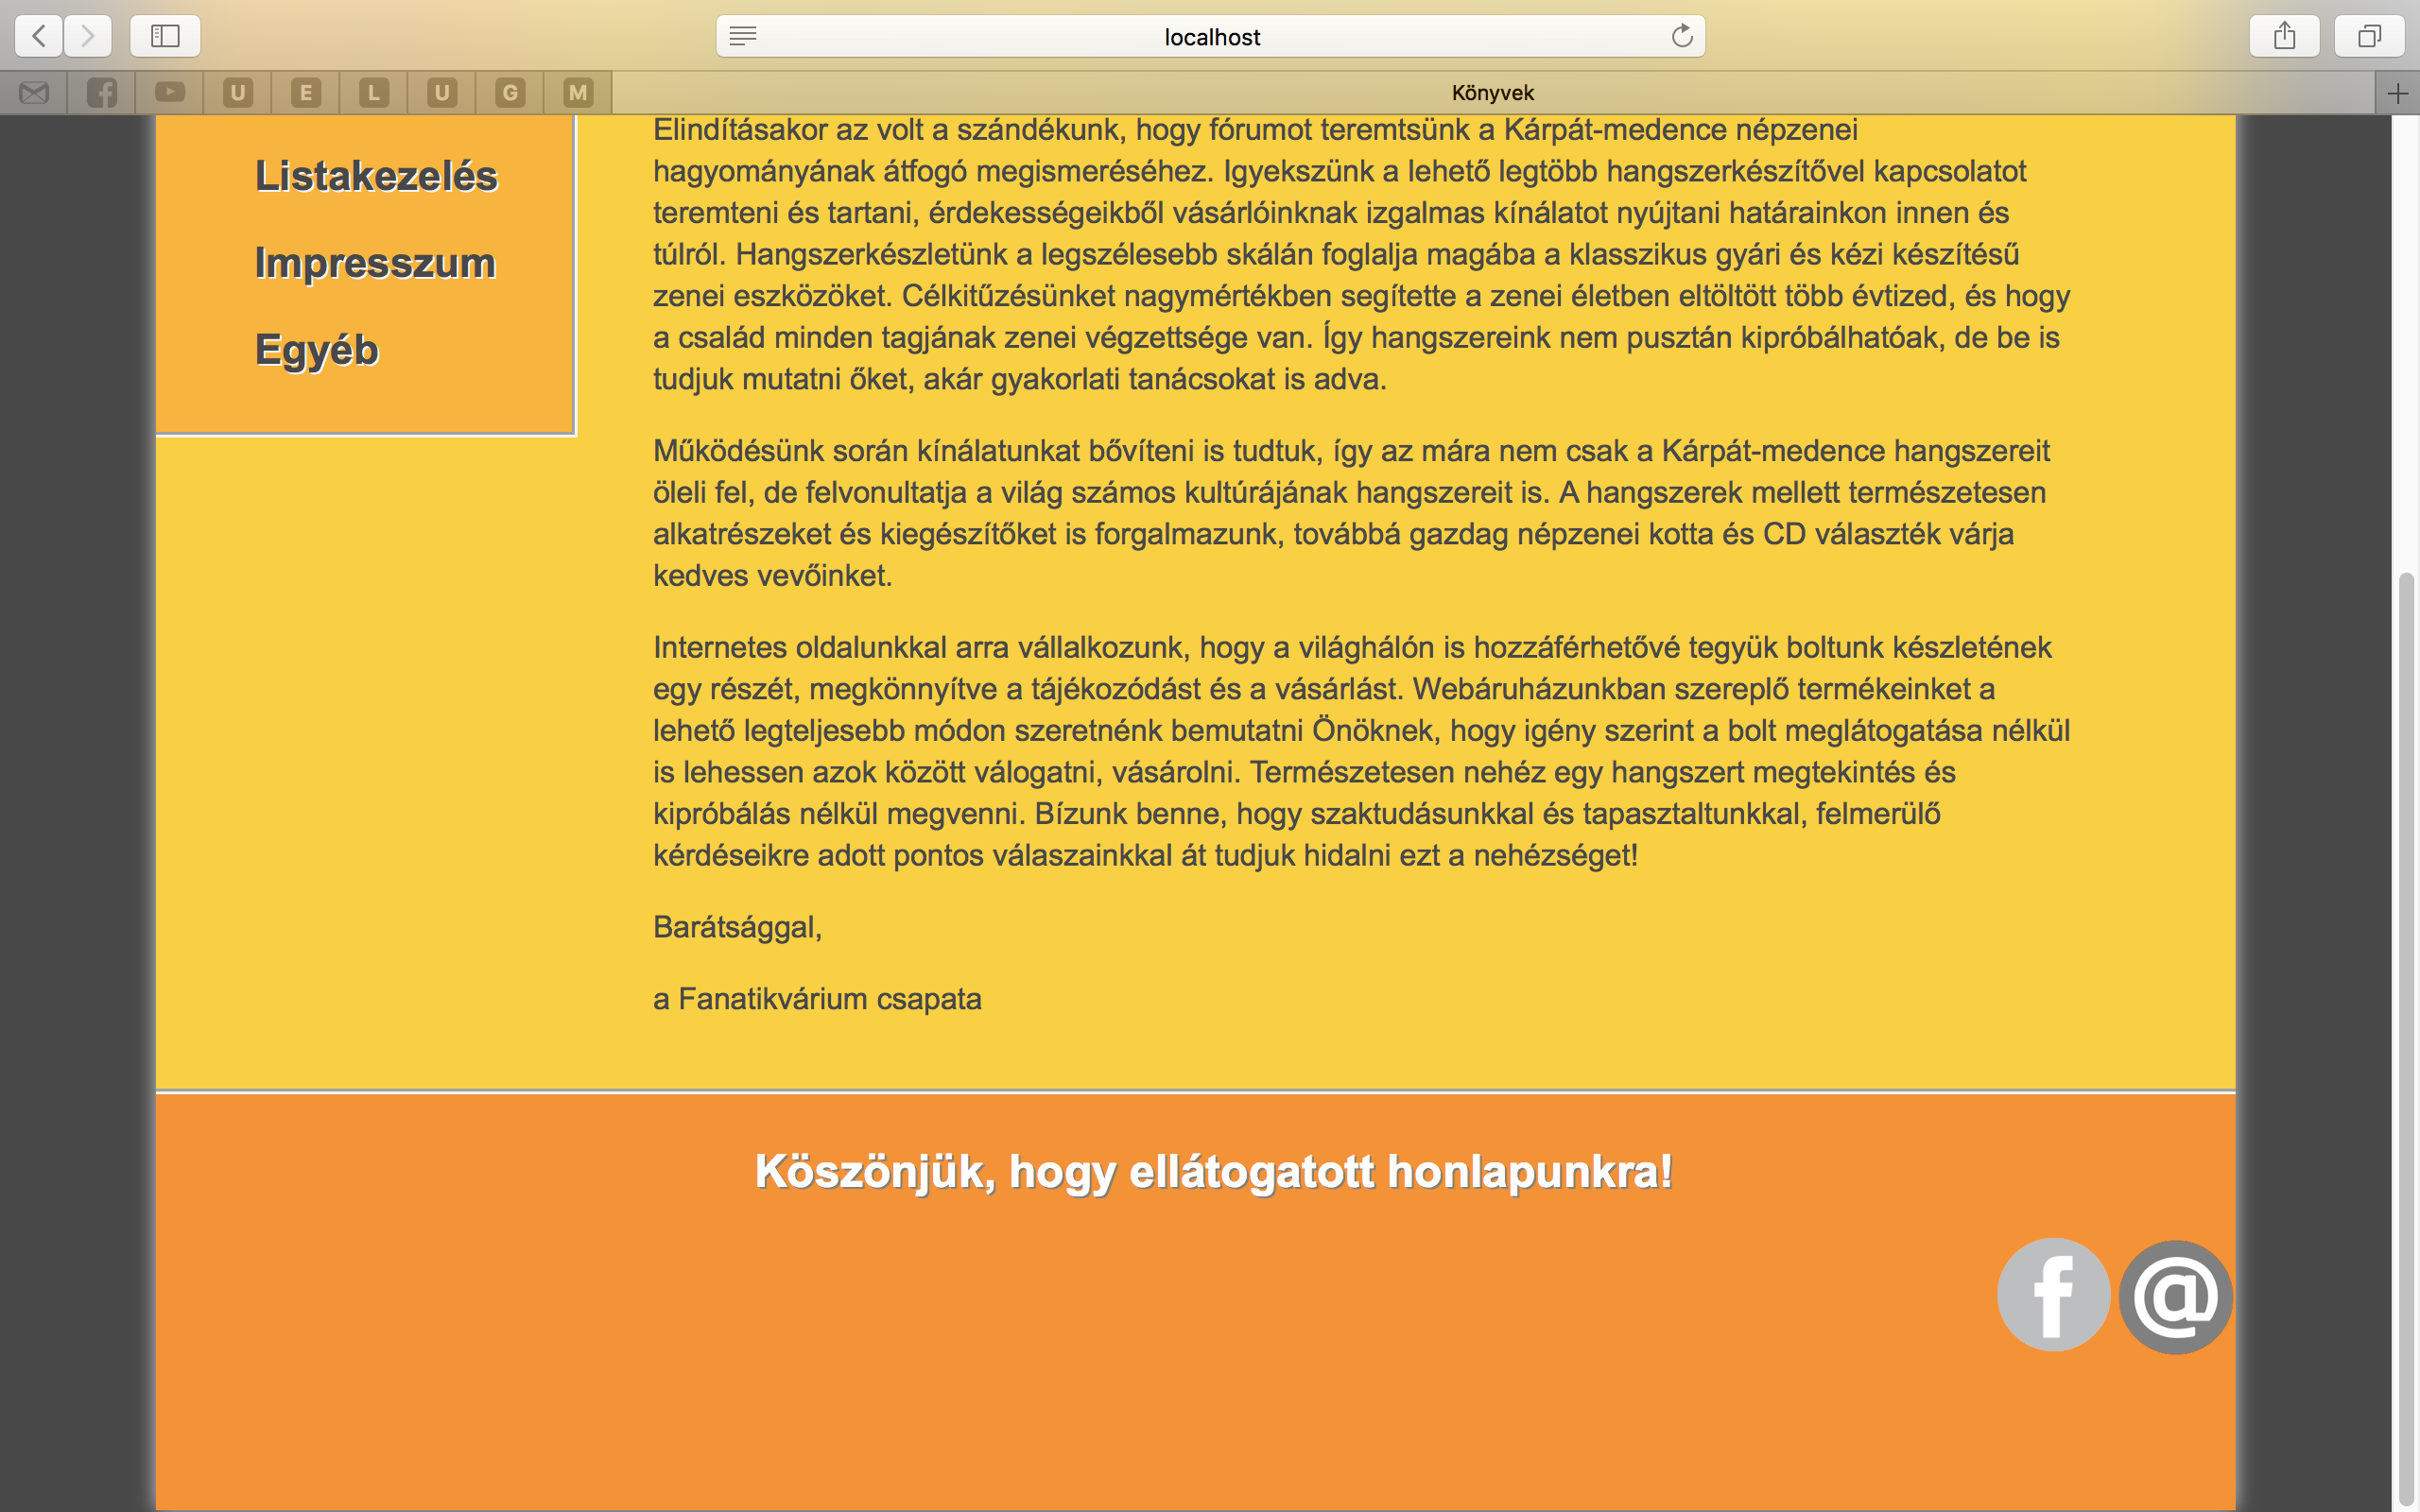 localhost
U E L U G M Könyvek
Listakezelés
Impresszum
Egyéb
Elindításakor az volt a szándékunk, hogy fórumot teremtsünk a Kárpát-medence népzenei
hagyományának átfogó megismeréséhez. Igyekszünk a lehető legtöbb hangszerkészítővel kapcsolatot
teremteni és tartani, érdekességeikből vásárlóinknak izgalmas kínálatot nyújtani határainkon innen és
túlról. Hangszerkészletünk a legszélesebb skálán foglalja magába a klasszikus gyári és kézi készítésű
zenei eszközöket. Célkitűzésünket nagymértékben segítette a zenei életben eltöltött több évtized, és hogy
a család minden tagjának zenei végzettsége van. Így hangszereink nem pusztán kipróbálhatóak, de be is
tudjuk mutatni őket, akár gyakorlati tanácsokat is adva.
Működésünk során kínálatunkat bővíteni is tudtuk, így az mára nem csak a Kárpát-medence hangszereit
öleli fel, de felvonultatja a világ számos kultúrájának hangszereit is. A hangszerek mellett természetesen
alkatrészeket és kiegészítőket is forgalmazunk, továbbá gazdag népzenei kotta és CD választék várja
kedves vevőinket.
Internetes oldalunkkal arra vállalkozunk, hogy a világhálón is hozzáférhetővé tegyük boltunk készletének
egy részét, megkönnyítve a tájékozódást és a vásárlást. Webáruházunkban szereplő termékeinket a
lehető legteljesebb módon szeretnénk bemutatni Önöknek, hogy igény szerint a bolt meglátogatása nélkül
is lehessen azok között válogatni, vásárolni. Természetesen nehéz egy hangszert megtekintés és
kipróbálás nélkül megvenni. Bízunk benne, hogy szaktudásunkkal és tapasztaltunkkal, felmerülő
kérdéseikre adott pontos válaszainkkal át tudjuk hidalni ezt a nehézséget!
Barátsággal,
a Fanatikvárium csapata
Köszönjük, hogy ellátogatott honlapunkra!
f @